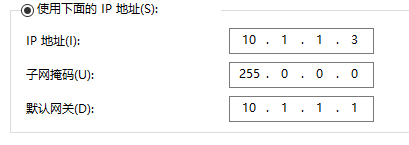 使用下面的 IP 地址(S):
IP 地址(I): 10 . 1 . 1 . 3
子网掩码(U): 255 . 0 . 0 . 0
默认网关(D): 10 . 1 . 1 . 1